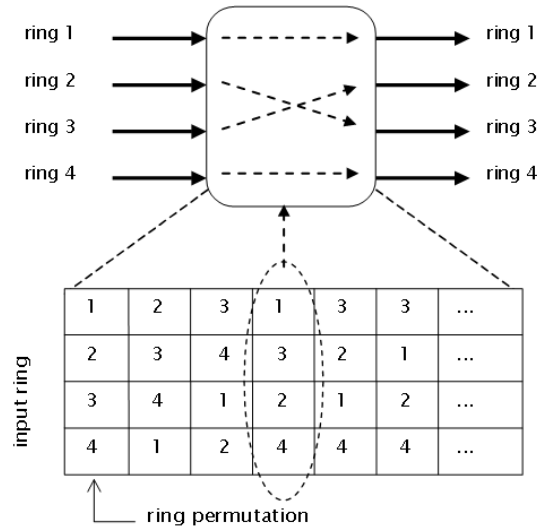 ring 1 ring 1
ring 2 ring 2
ring 3 ring 3
ring 4 ring 4
input ring
1 2 3 1 3 3 ...
2 3 4 3 2 1 ...
3 4 1 2 1 2 ...
4 1 2 4 4 4 ...
ring permutation